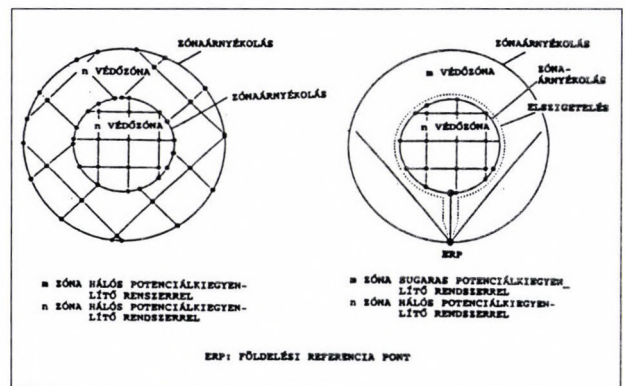 ZÓNAÁRNYÉKOLÁS
n VÉDŐZÓNA
ZÓNAÁRNYÉKOLÁS
n VÉDŐZÓNA
m ZÓNA HÁLÓS POTENCIÁLKIEGYEN-
LÍTŐ RENSZERREL
n ZÓNA HÁLÓS POTENCIÁLKIEGYEN-
LÍTŐ RENDSZERREL
ZÓNAÁRNYÉKOLÁS
m VÉDŐZÓNA
ZÓNA-
ÁRNYÉKOLÁS
ELSZIGETELÉS
n VÉDŐZÓNA
ERP
m ZÓNA SUGARAS POTENCIÁLKIEGYEN_
LÍTŐ RENDSZERREL
n ZÓNA HÁLÓS POTENCIÁLKIEGYEN-
LÍTŐ RENDSZERREL
ERP: FÖLDELÉSI REFERENCIA PONT